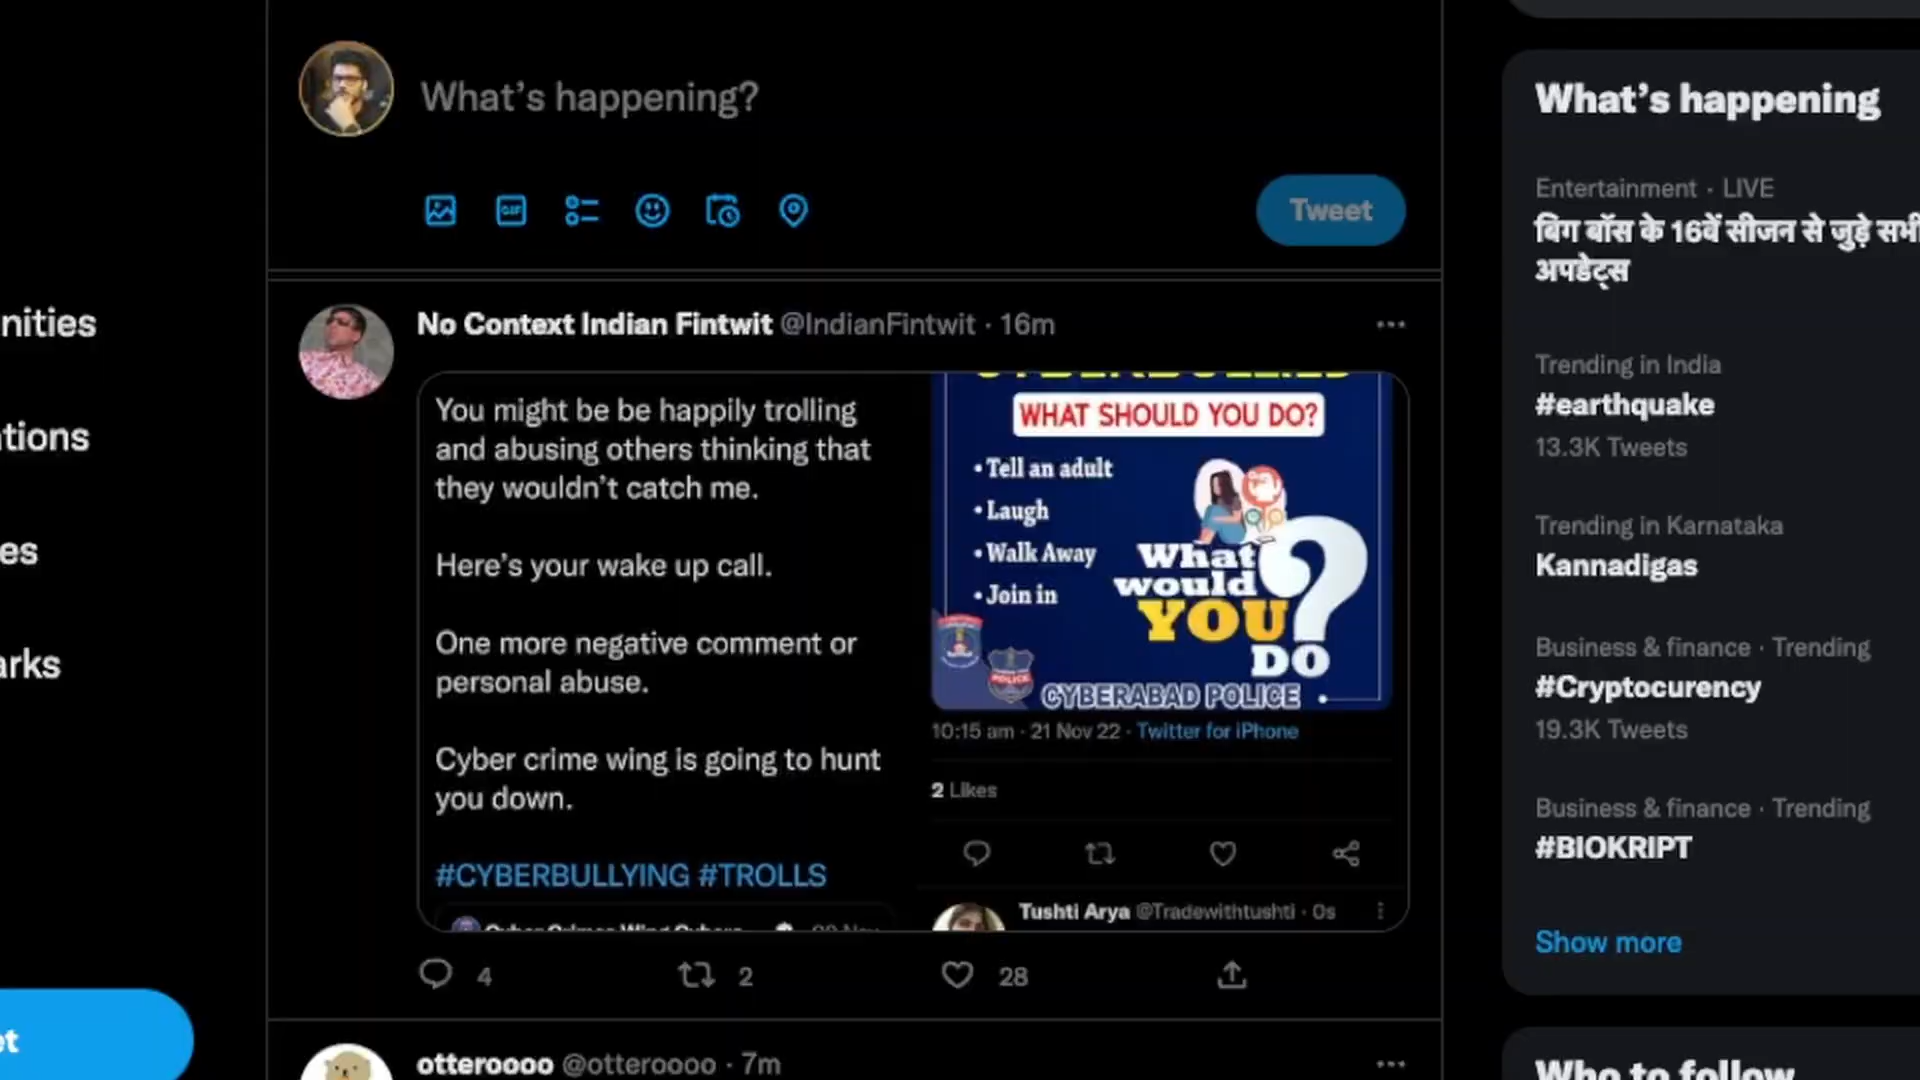 What's happening?
GIF
Tweet
nities
tions
es
arks
et
No Context Indian Fintwit @IndianFintwit · 16m
You might be be happily trolling
and abusing others thinking that
they wouldn't catch me.
Here's your wake up call.
One more negative comment or
personal abuse.
Cyber crime wing is going to hunt
you down.
#CYBERBULLYING #TROLLS
WHAT SHOULD YOU DO?
• Tell an adult
• Laugh
• Walk Away
• Join in
What
would
YOU
DO
?
POLICE
CYBERABAD POLICE
10:15 am · 21 Nov 22 · Twitter for iPhone
2 Likes
Tushti Arya @Tradewithtushti · 0s
4
2
28
otteroooo @otteroooo · 7m
What's happening
Entertainment · LIVE
बिग बॉस के 16वें सीजन से जुड़े सभी
अपडेट्स
Trending in India
#earthquake
13.3K Tweets
Trending in Karnataka
Kannadigas
Business & finance · Trending
#Cryptocurency
19.3K Tweets
Business & finance · Trending
#BIOKRIPT
Show more
Who to follow